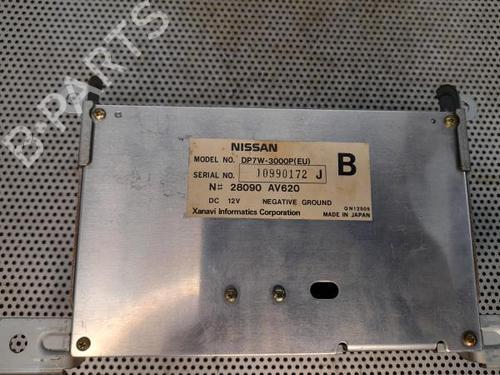 B-PARTS
NISSAN
MODEL NO. DP7W-3000P(EU)
SERIAL NO. 10990172 J
B
N# 28090 AV620
DC 12V NEGATIVE GROUND
Xanavi Informatics Corporation MADE IN JAPAN